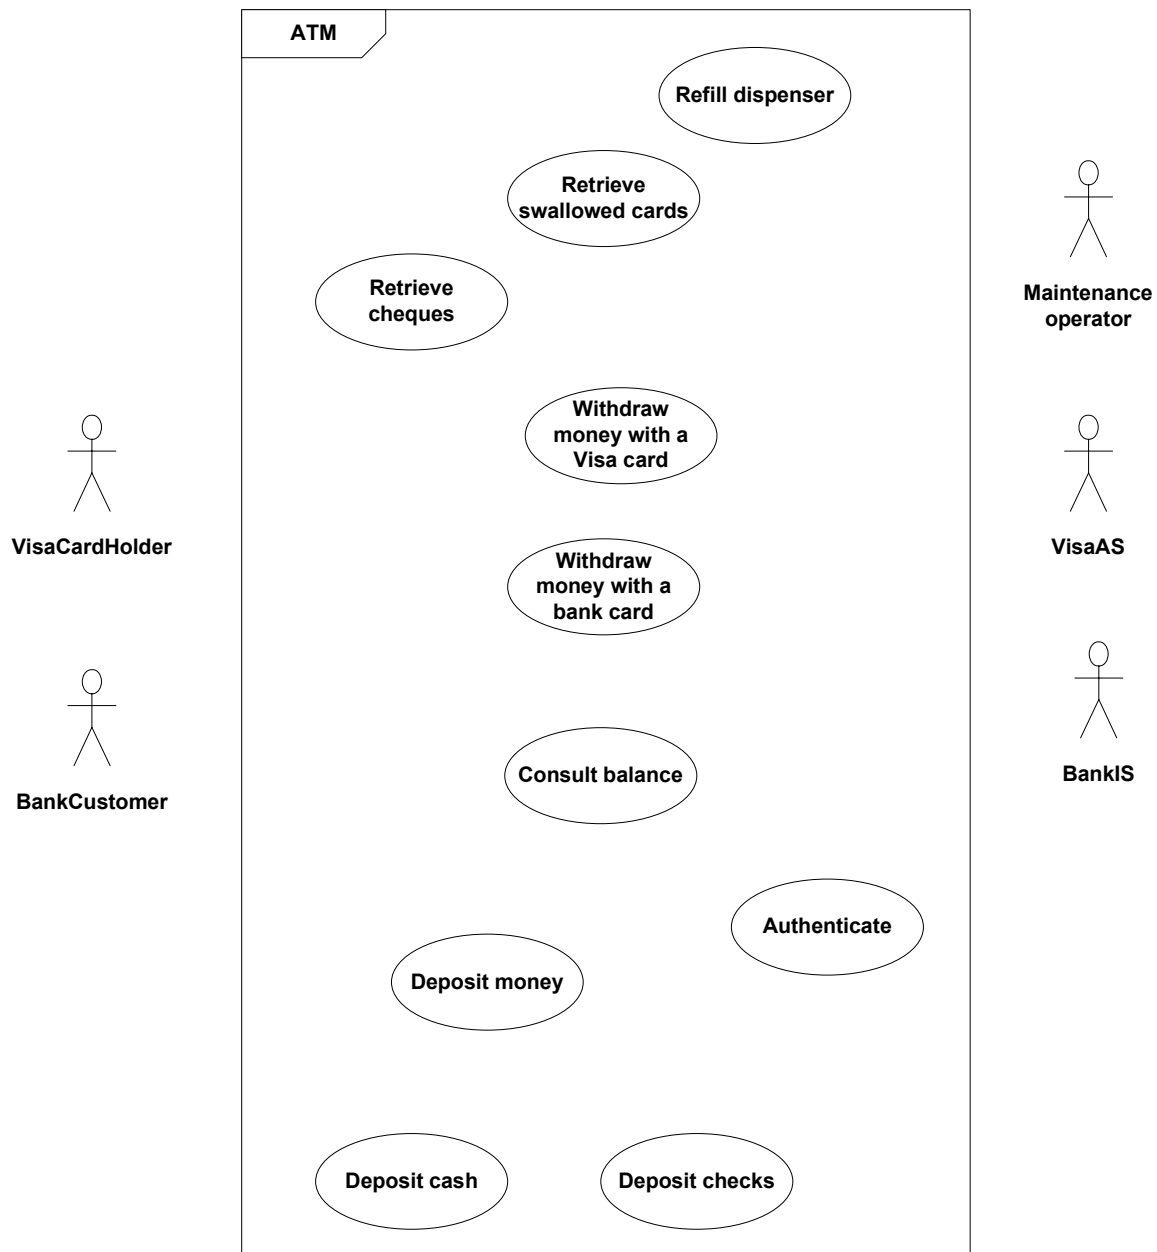 ATM
Refill dispenser
Retrieve
swallowed cards
Retrieve
cheques
Maintenance
operator
Withdraw
money with a
Visa card
VisaCardHolder
VisaAS
Withdraw
money with a
bank card
BankCustomer
Consult balance
BankIS
Authenticate
Deposit money
Deposit cash
Deposit checks